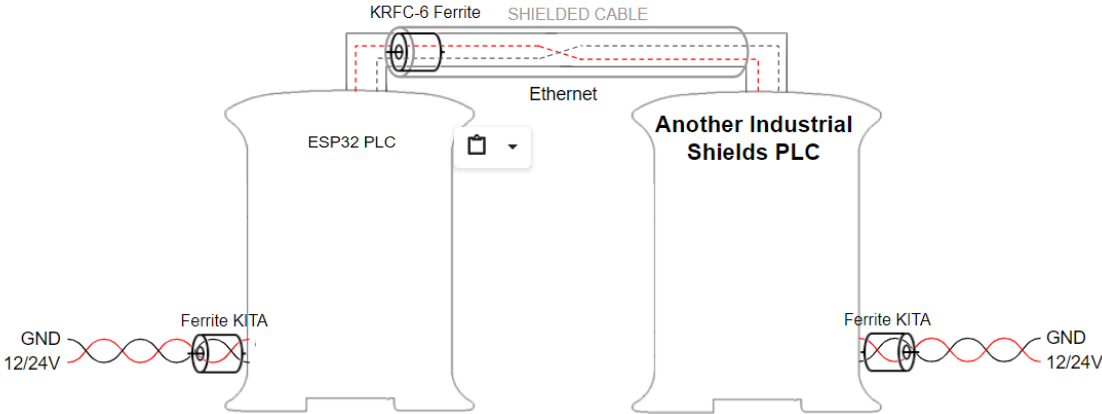 KRFC-6 Ferrite
SHIELDED CABLE
Ethernet
ESP32 PLC
Another Industrial
Shields PLC
Ferrite KITA
GND
12/24V
Ferrite KITA
GND
12/24V